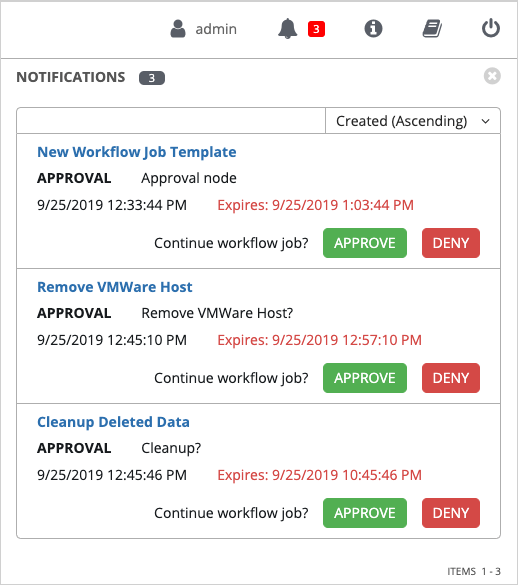 admin 3
NOTIFICATIONS 3
Created (Ascending)
New Workflow Job Template
APPROVAL Approval node
9/25/2019 12:33:44 PM Expires: 9/25/2019 1:03:44 PM
Continue workflow job? APPROVE DENY
Remove VMWare Host
APPROVAL Remove VMWare Host?
9/25/2019 12:45:10 PM Expires: 9/25/2019 12:57:10 PM
Continue workflow job? APPROVE DENY
Cleanup Deleted Data
APPROVAL Cleanup?
9/25/2019 12:45:46 PM Expires: 9/25/2019 10:45:46 PM
Continue workflow job? APPROVE DENY
ITEMS 1 - 3